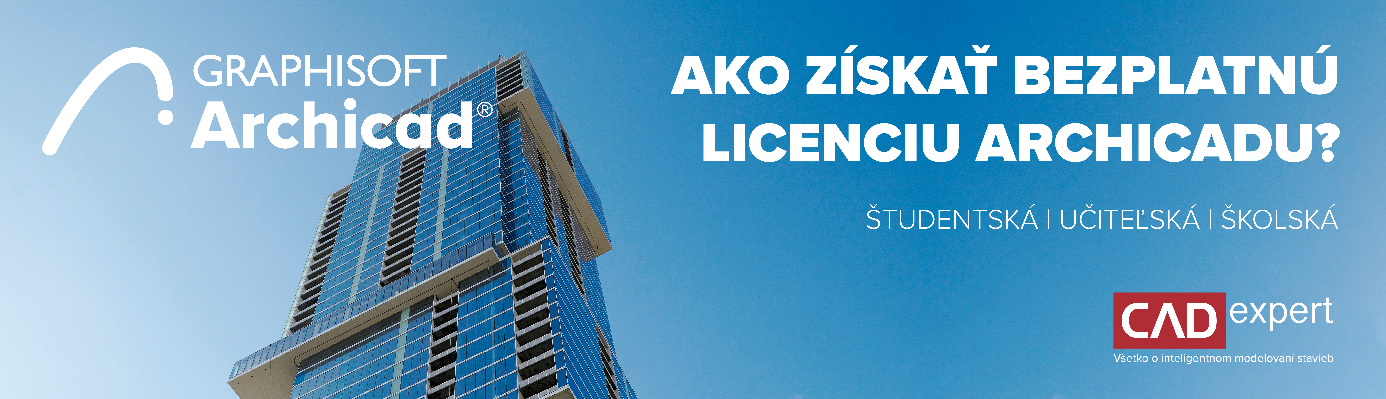 GRAPHISOFT
Archicad®
AKO ZÍSKAŤ BEZPLATNÚ
LICENCIU ARCHICADU?
ŠTUDENTSKÁ | UČITEĽSKÁ | ŠKOLSKÁ
CAD expert
Všetko o inteligentnom modelovaní stavieb